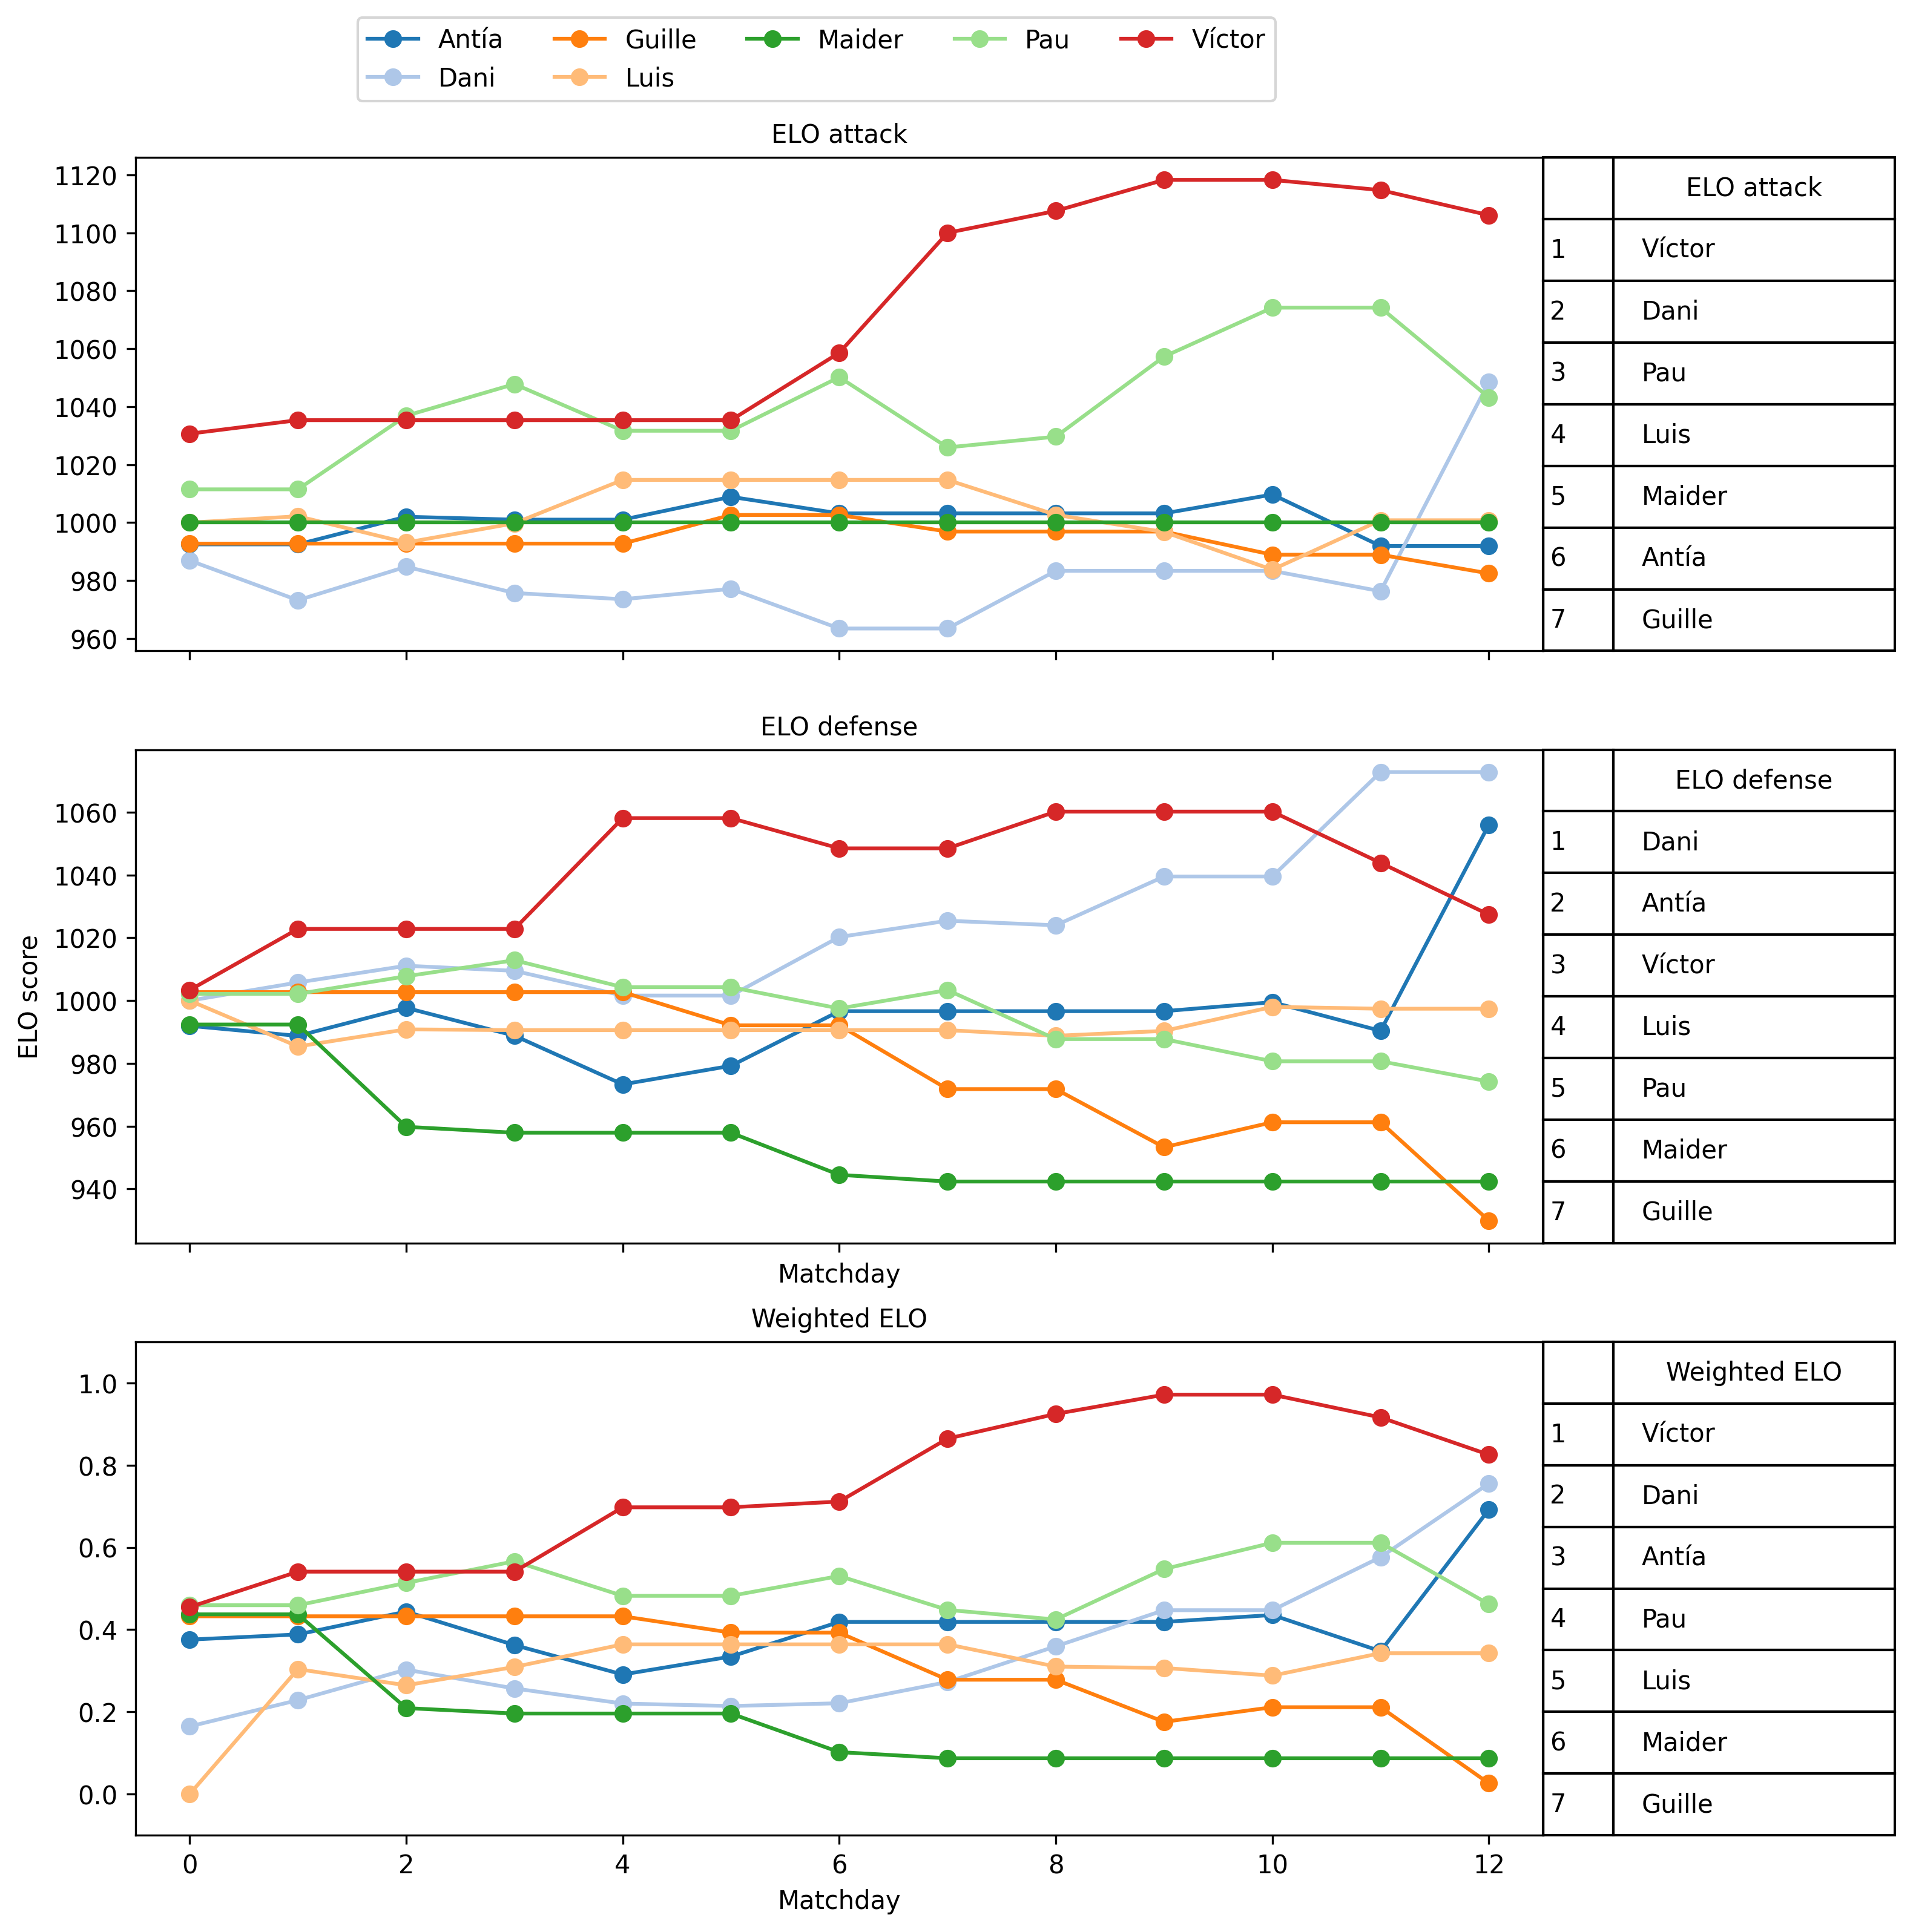 Antía Guille Maider Pau Víctor
Dani Luis
ELO attack
1120
1100
1080
1060
1040
1020
1000
980
960
ELO attack
1 Víctor
2 Dani
3 Pau
4 Luis
5 Maider
6 Antía
7 Guille
ELO defense
ELO score
1060
1040
1020
1000
980
960
940
Matchday
ELO defense
1 Dani
2 Antía
3 Víctor
4 Luis
5 Pau
6 Maider
7 Guille
Weighted ELO
1.0
0.8
0.6
0.4
0.2
0.0
0 2 4 6 8 10 12
Matchday
Weighted ELO
1 Víctor
2 Dani
3 Antía
4 Pau
5 Luis
6 Maider
7 Guille